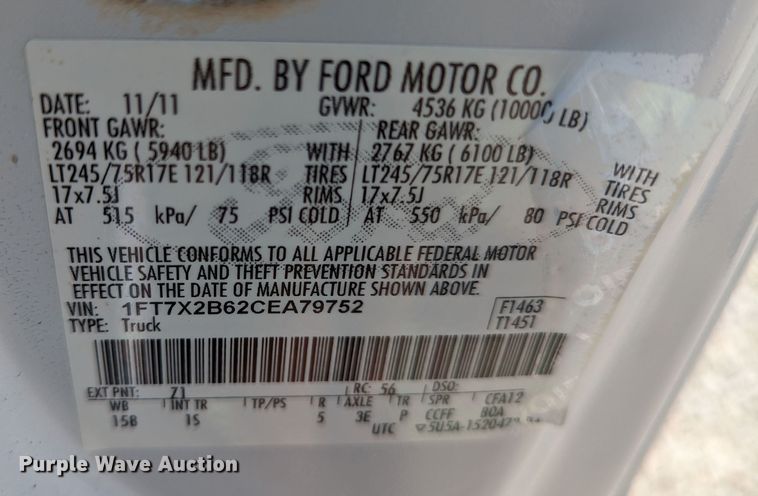 MFD. BY FORD MOTOR CO.
DATE: 11/11 GVWR: 4536 KG (10000 LB)
FRONT GAWR: REAR GAWR:
2694 KG ( 5940 LB) WITH 2767 KG ( 6100 LB) WITH
LT245/75R17E 121/118R TIRES LT245/75R17E 121/118R TIRES
17x7.5J RIMS 17x7.5J RIMS
AT 515 kPa/ 75 PSI COLD AT 550 kPa/ 80 PSI COLD
THIS VEHICLE CONFORMS TO ALL APPLICABLE FEDERAL MOTOR
VEHICLE SAFETY AND THEFT PREVENTION STANDARDS IN
EFFECT ON THE DATE OF MANUFACTURE SHOWN ABOVE.
VIN: 1FT7X2B62CEA79752 F1463
TYPE: Truck T1451
EXT PNT: Z1 RC: 56 DSO:
WB INT TR TP/PS R AXLE TR SPR CFA12
158 1S 5 3E P CCFF 80A
UTC
Purple Wave Auction